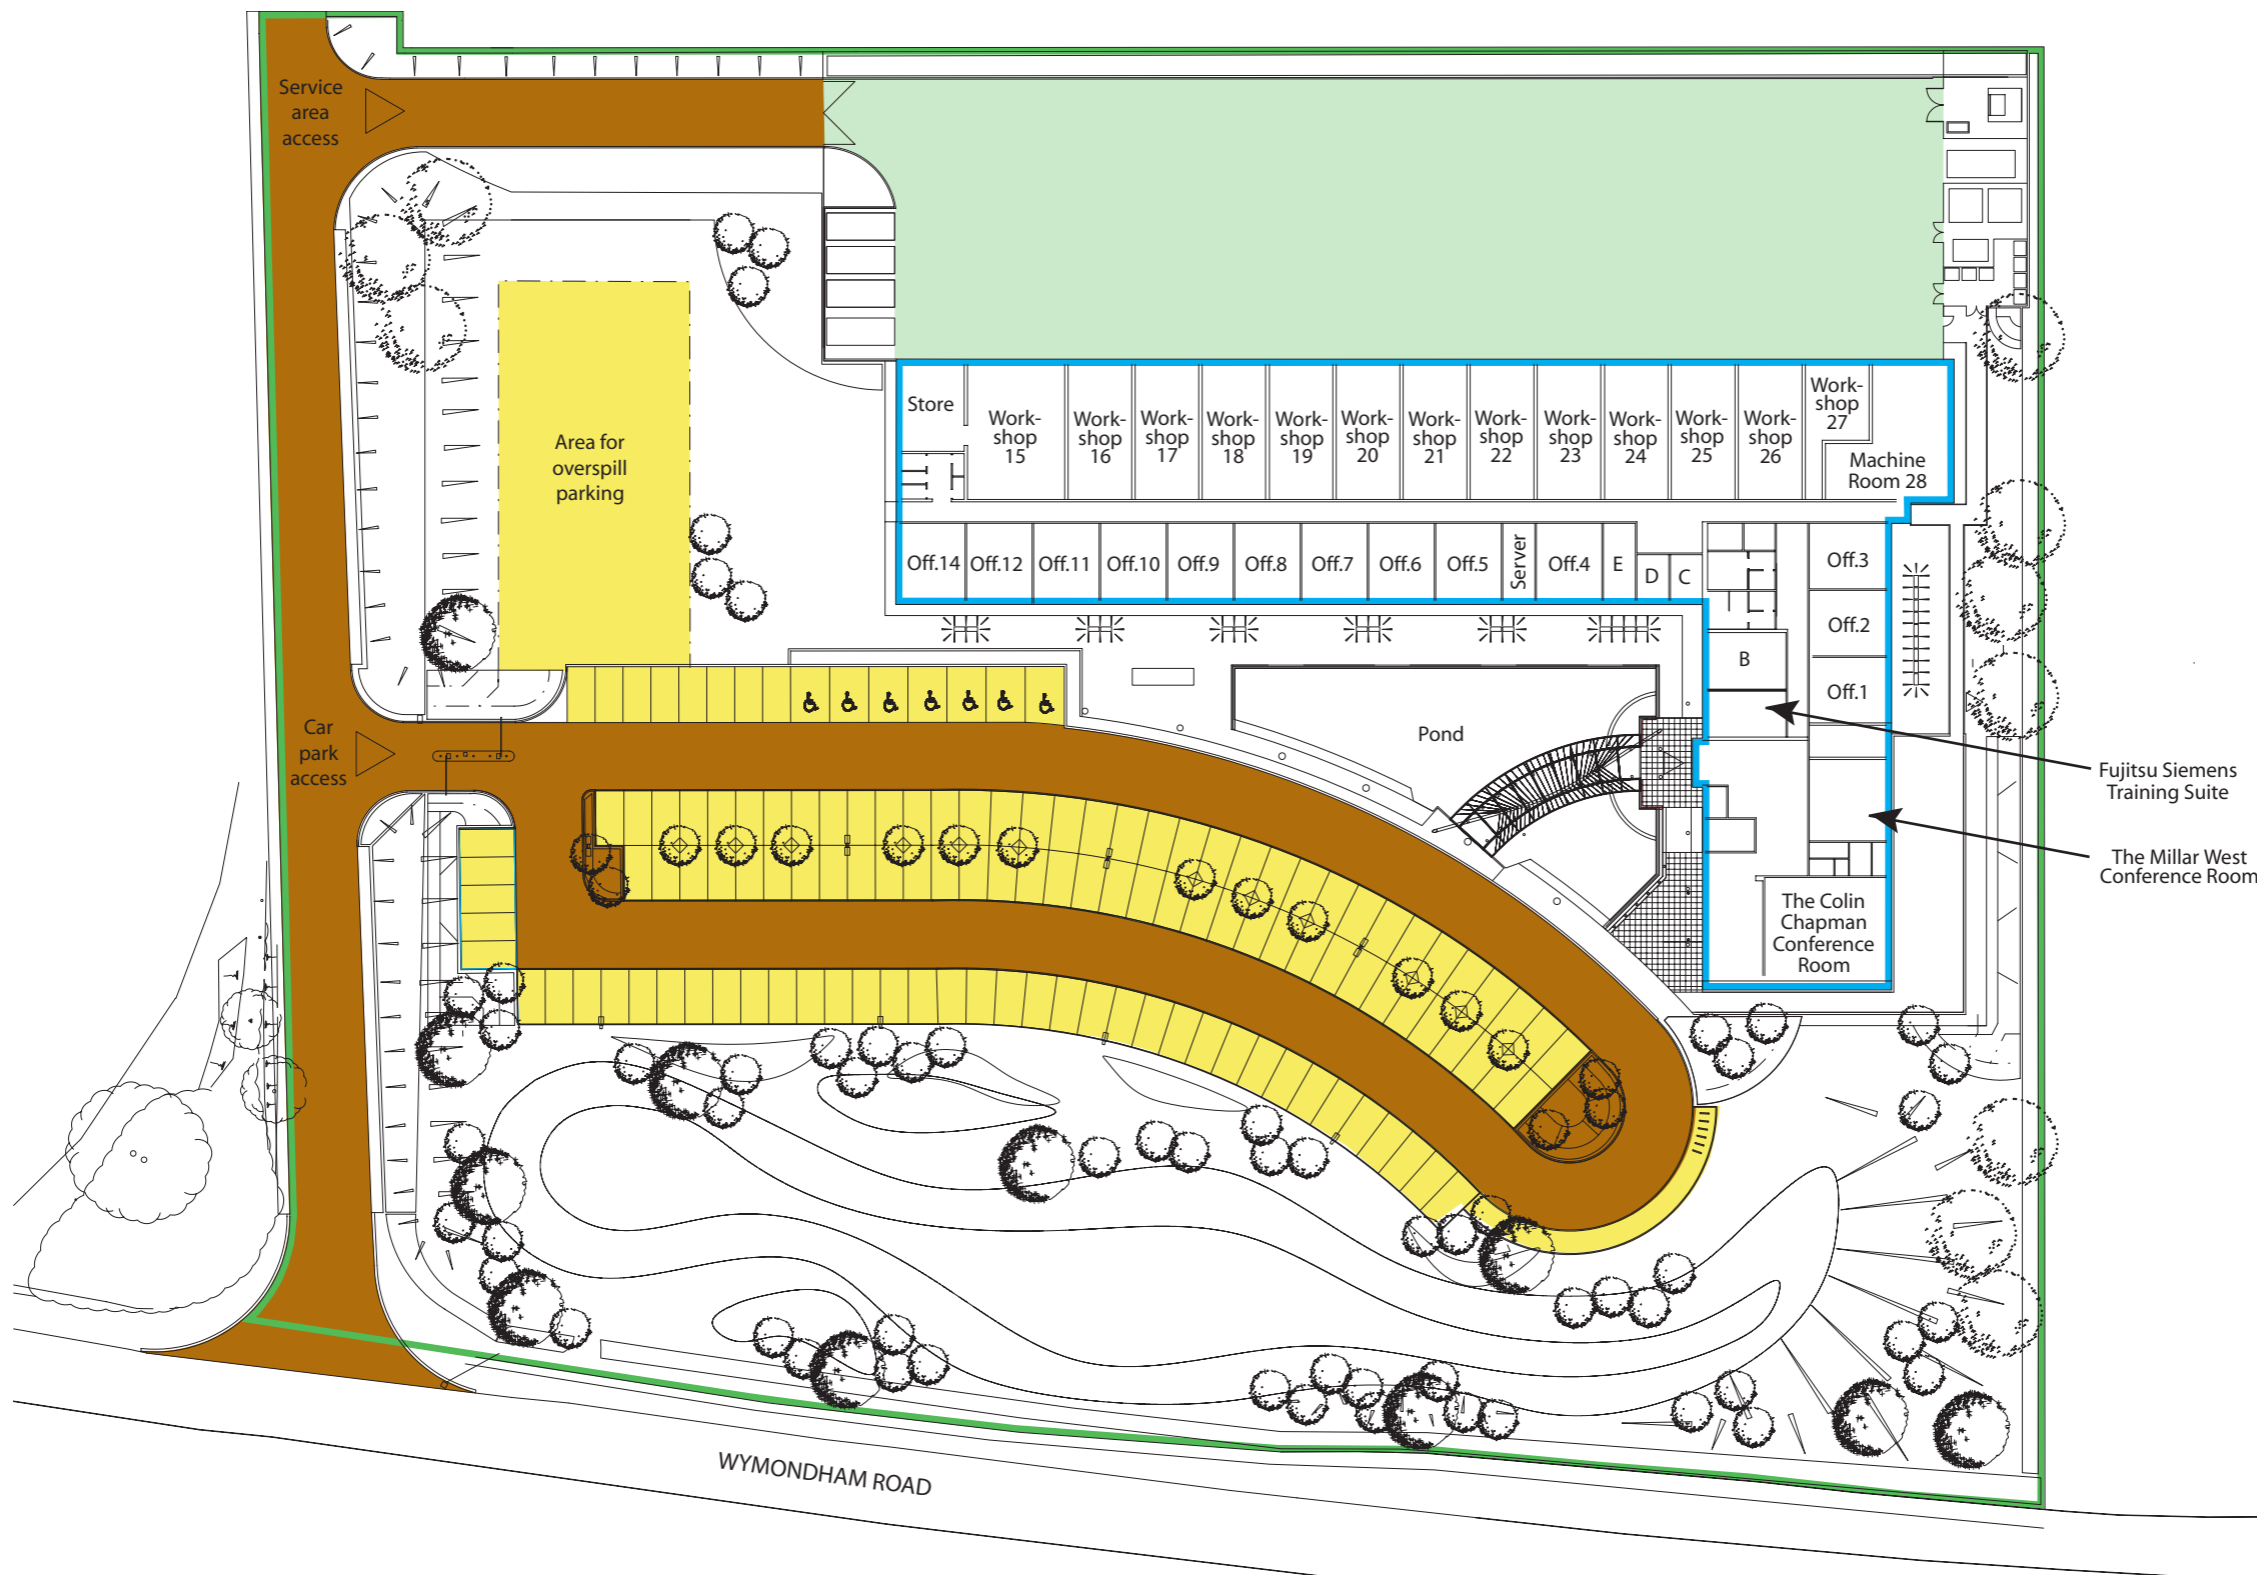 Service
area
access
Store
Work-
shop
15
Work-
shop
16
Work-
shop
17
Work-
shop
18
Work-
shop
19
Work-
shop
20
Work-
shop
21
Work-
shop
22
Work-
shop
23
Work-
shop
24
Work-
shop
25
Work-
shop
26
Work-
shop
27
Machine
Room 28
Area for
overspill
parking
Off.14
Off.12
Off.11
Off.10
Off.9
Off.8
Off.7
Off.6
Off.5
Server
Off.4
E
D
C
Off.3
Off.2
B
Off.1
Car
park
access
Pond
Fujitsu Siemens
Training Suite
The Millar West
Conference Room
The Colin
Chapman
Conference
Room
WYMONDHAM ROAD